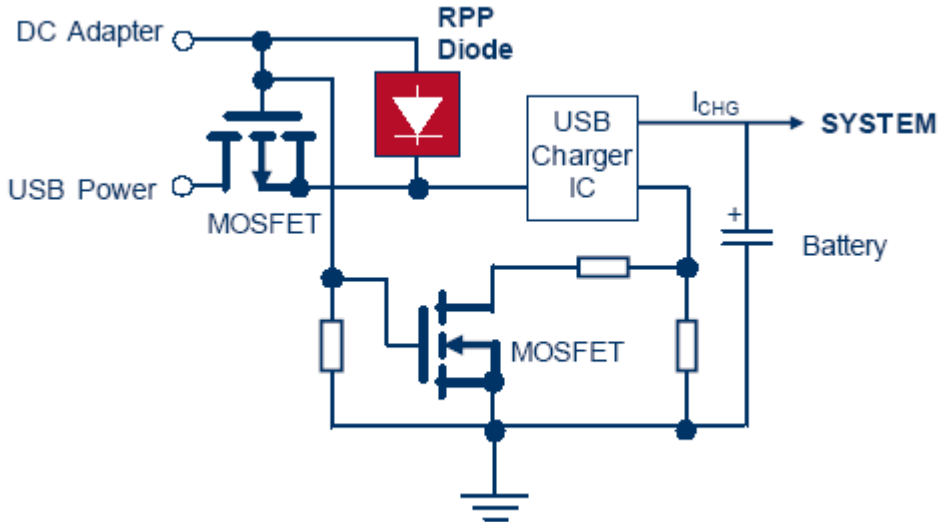 DC Adapter
RPP
Diode
USB Power
MOSFET
USB
Charger
IC
ICHG
SYSTEM
+
Battery
MOSFET